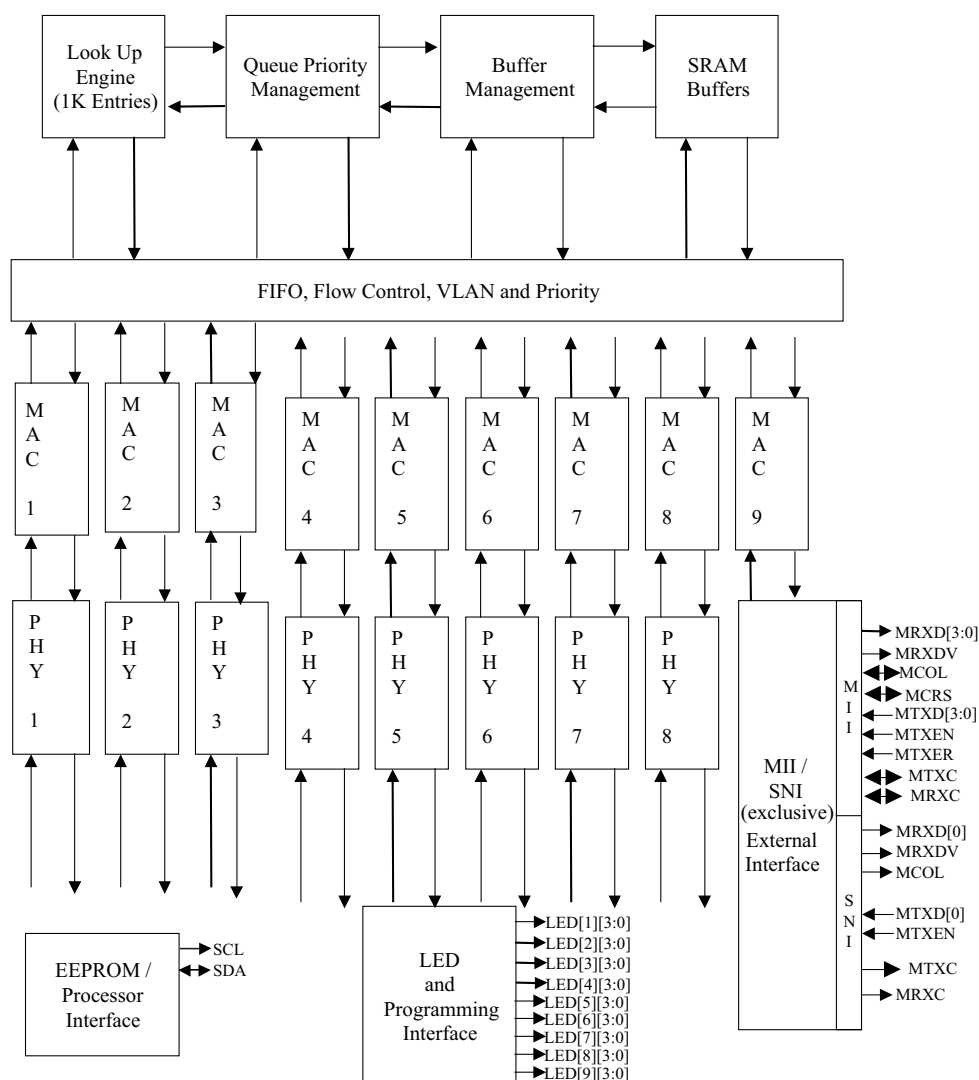 Look Up
Engine
(1K Entries)
Queue Priority
Management
Buffer
Management
SRAM
Buffers
FIFO, Flow Control, VLAN and Priority
M
A
C
1
M
A
C
2
M
A
C
3
M
A
C
4
M
A
C
5
M
A
C
6
M
A
C
7
M
A
C
8
M
A
C
9
P
H
Y
1
P
H
Y
2
P
H
Y
3
P
H
Y
4
P
H
Y
5
P
H
Y
6
P
H
Y
7
P
H
Y
8
MII /
SNI
(exclusive)
External
Interface
M
I
I
MRXD[3:0]
MRXDV
MCOL
MCRS
MTXD[3:0]
MTXEN
MTXER
MTXC
MRXC
S
N
I
MRXD[0]
MRXDV
MCOL
MTXD[0]
MTXEN
MTXC
MRXC
EEPROM /
Processor
Interface
SCL
SDA
LED
and
Programming
Interface
LED[1][3:0]
LED[2][3:0]
LED[3][3:0]
LED[4][3:0]
LED[5][3:0]
LED[6][3:0]
LED[7][3:0]
LED[8][3:0]
LED[9][3:0]